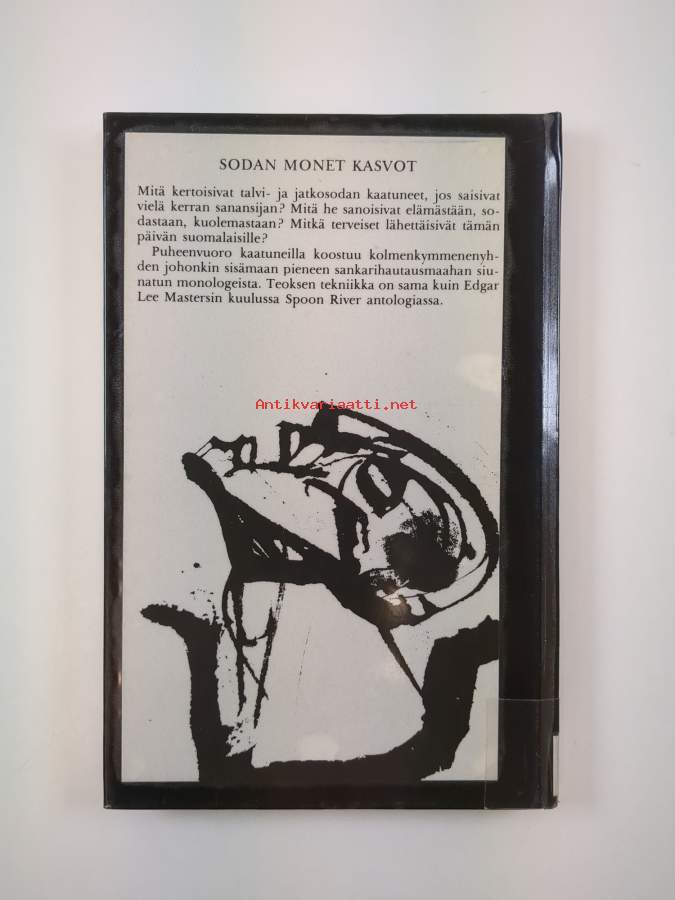 SODAN MONET KASVOT
Mitä kertoisivat talvi- ja jatkosodan kaatuneet, jos saisivat
vielä kerran sanansijan? Mitä he sanoisivat elämästään, so-
dastaan, kuolemastaan? Mitkä terveiset lähettäisivät tämän
päivän suomalaisille?
Puheenvuoro kaatuneilla koostuu kolmenkymmenenyh-
den johonkin sisämaan pieneen sankarihautausmaahan siu-
natun monologeista. Teoksen tekniikka on sama kuin Edgar
Lee Mastersin kuulussa Spoon River antologiassa.
Antikvariaatti.net